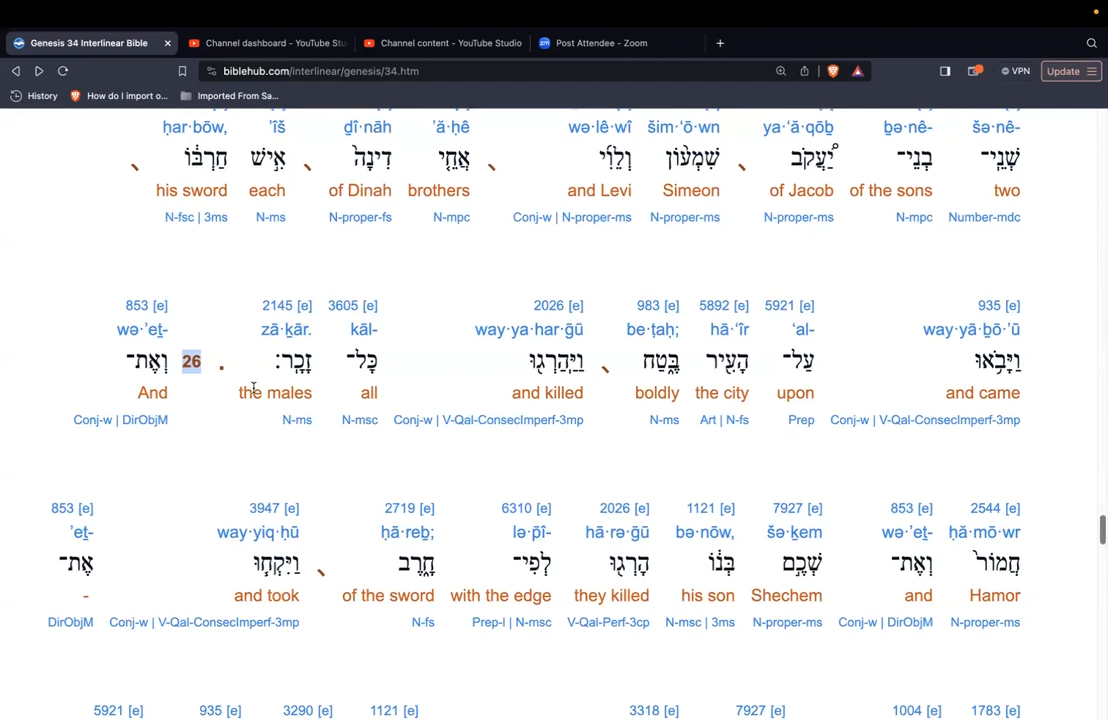 Genesis 34 Interlinear Bible
Channel dashboard - YouTube Stu
Channel content - YouTube Studio
Post Attendee - Zoom
biblehub.com/interlinear/genesis/34.htm
VPN
Update
History
How do I import o...
Imported From Sa...
šə·nê- bə·nê- ya·‘ă·qōḇ šim·‘ō·wn wə·lê·wî ’ă·ḥê ḏî·nāh ’îš ḥar·bōw,
שְׁנֵֽי־ בְנֵי־ יַ֠עֲקֹב שִׁמְע֨וֹן וְלֵוִ֜י אֲחֵ֤י דִינָה֙ אִ֣ישׁ חַרְבּ֔וֹ
two of the sons of Jacob Simeon and Levi brothers of Dinah each his sword
Number-mdc N-mpc N-proper-ms N-proper-ms Conj-w | N-proper-ms N-mpc N-proper-fs N-ms N-fsc | 3ms
935 [e] 5921 [e] 5892 [e] 983 [e] 2026 [e] 3605 [e] 2145 [e] 853 [e]
way·yā·ḇō·’ū ‘al- hā·‘îr be·ṭaḥ; way·ya·har·ḡū kāl- zā·ḵār. wə·’eṯ-
וַיָּבֹ֥אוּ עַל־ הָעִ֖יר בֶּ֑טַח וַיַּֽהַרְג֖וּ כָּל־ זָכָֽר׃ 26 וְאֶת־
and came upon the city boldly and killed all the males . And
Conj-w | V-Qal-ConsecImperf-3mp Prep Art | N-fs N-ms Conj-w | V-Qal-ConsecImperf-3mp N-msc N-ms Conj-w | DirObjM
2544 [e] 853 [e] 7927 [e] 1121 [e] 2026 [e] 6310 [e] 2719 [e] 3947 [e] 853 [e]
ḥă·mō·wr wə·’eṯ- šə·ḵem bə·nōw, hā·rə·ḡū lə·p̄î- ḥā·reḇ; way·yiq·ḥū ’eṯ-
חֲמוֹר֙ וְאֶת־ שְׁכֶ֣ם בְּנ֔וֹ הָרְג֖וּ לְפִי־ חָ֑רֶב וַיִּקְח֧וּ אֶת־
Hamor and Shechem his son they killed with the edge of the sword and took -
N-proper-ms Conj-w | DirObjM N-proper-ms N-msc | 3ms V-Qal-Perf-3cp Prep-l | N-msc N-fs Conj-w | V-Qal-ConsecImperf-3mp DirObjM
1783 [e] 1004 [e] 7927 [e] 3318 [e] 1121 [e] 3290 [e] 935 [e] 5921 [e]